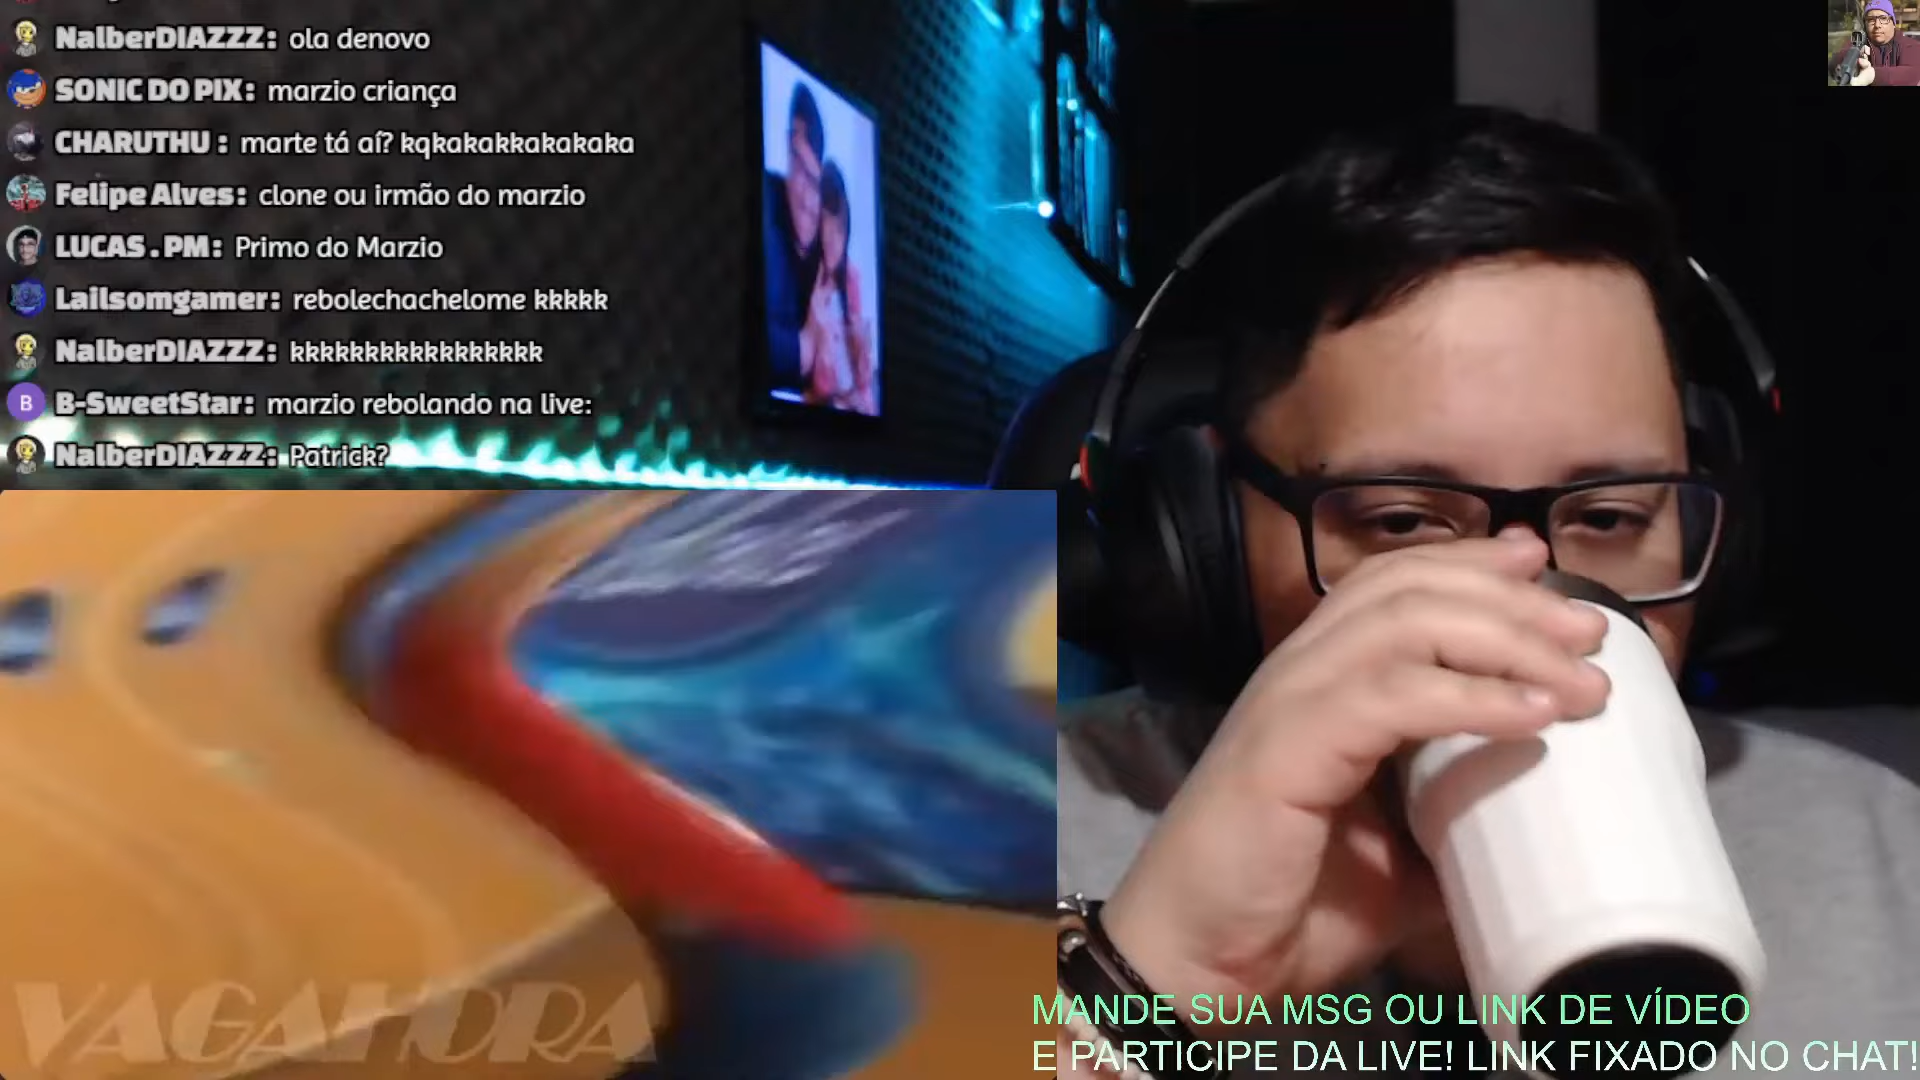 NalberDIAZZZ: ola denovo
SONIC DO PIX: marzio criança
CHARUTHU : marte tá aí? kqkakakkakakaka
Felipe Alves: clone ou irmão do marzio
LUCAS . PM: Primo do Marzio
Lailsomgamer: rebolechachelome kkkkk
NalberDIAZZZ: kkkkkkkkkkkkkkkkk
B
B-SweetStar: marzio rebolando na live:
NalberDIAZZZ: Patrick?
VAGAHORA
MANDE SUA MSG OU LINK DE VÍDEO
E PARTICIPE DA LIVE! LINK FIXADO NO CHAT!